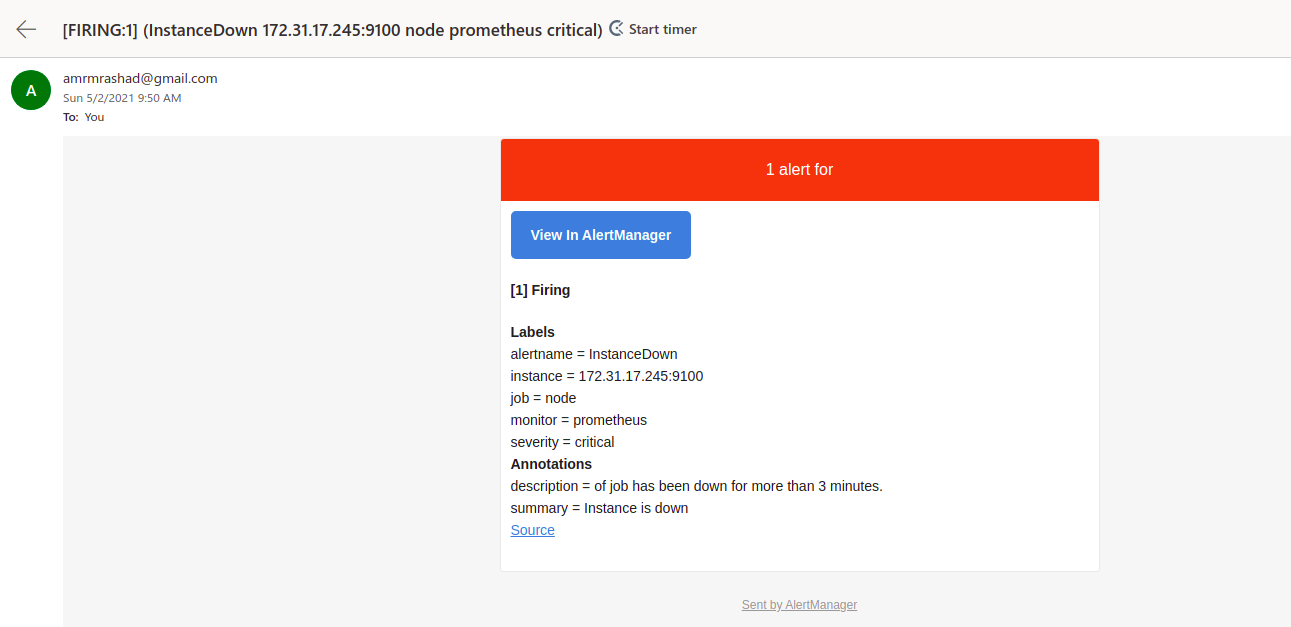 [FIRING:1] (InstanceDown 172.31.17.245:9100 node prometheus critical) Start timer
A
amrmrashad@gmail.com
Sun 5/2/2021 9:50 AM
To: You
1 alert for
View In AlertManager
[1] Firing
Labels
alertname = InstanceDown
instance = 172.31.17.245:9100
job = node
monitor = prometheus
severity = critical
Annotations
description = of job has been down for more than 3 minutes.
summary = Instance is down
Source
Sent by AlertManager